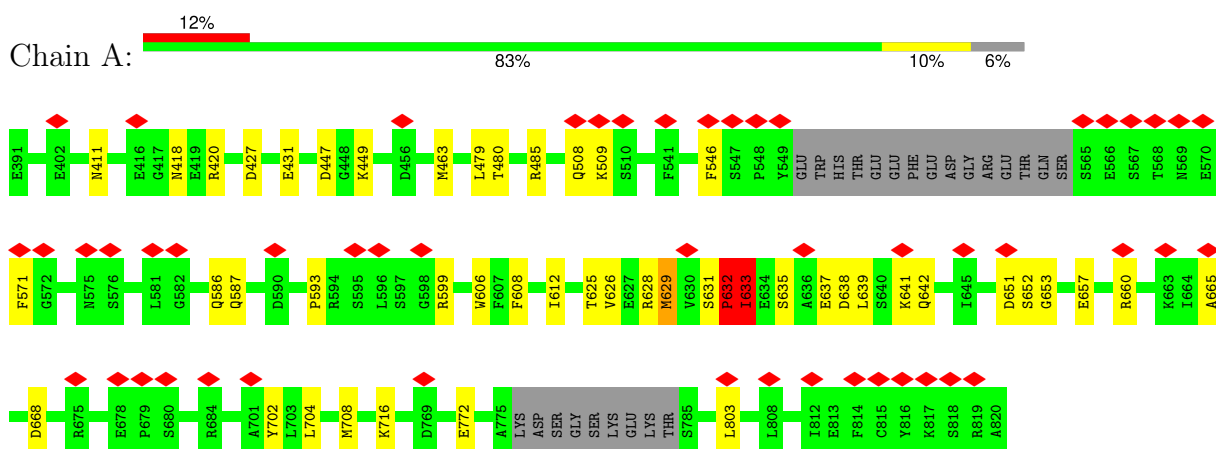 12%
Chain A:
83%
10%
6%
E391 E402 N411 E416 G417 N418 E419 R420 D427 E431 D447 G448 K449 D456 M463 L479 T480 R485 Q508 K509 S510 F541 F546 S547 P548 Y549 GLU TRP HIS THR GLU GLU PHE GLU ASP GLY ARG GLU THR GLN SER S565 E566 S567 T568 N569 E570
F571 G572 N575 S576 L581 G582 Q586 Q587 D590 P593 R594 S595 L596 S597 G598 R599 W606 F607 F608 I612 T625 V626 E627 R628 M629 V630 S631 P632 I633 E634 S635 A636 E637 D638 L639 S640 K641 Q642 I645 D651 S652 G653 E657 R660 K663 I664 A665
D668 R675 E678 P679 S680 R684 A701 Y702 L703 L704 M708 K716 D769 E772 A775 LYS ASP SER GLY SER LYS GLU LYS THR S785 L803 L808 I812 E813 F814 C815 Y816 K817 S818 R819 A820